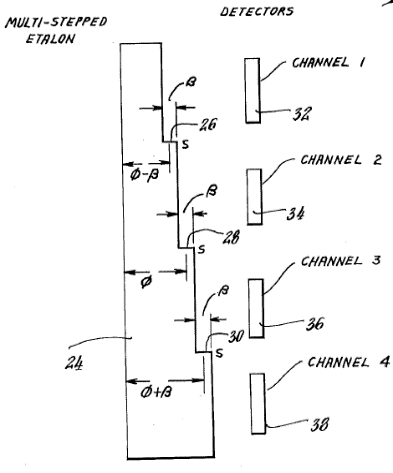 MULTI-STEPPED
ETALON
DETECTORS
CHANNEL 1
β
26
S
32
φ-β
CHANNEL 2
β
28
S
34
φ
CHANNEL 3
β
30
S
36
24
φ+β
CHANNEL 4
38